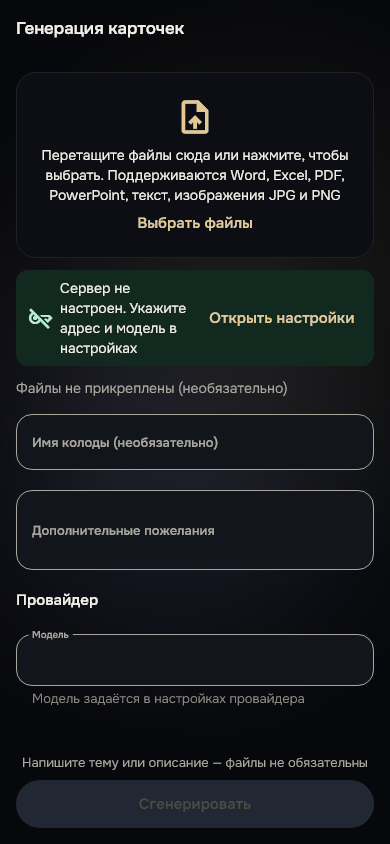 Генерация карточек
Перетащите файлы сюда или нажмите, чтобы
выбрать. Поддерживаются Word, Excel, PDF,
PowerPoint, текст, изображения JPG и PNG
Выбрать файлы
Сервер не
настроен. Укажите
адрес и модель в
настройках
Открыть настройки
Файлы не прикреплены (необязательно)
Имя колоды (необязательно)
Дополнительные пожелания
Провайдер
Модель
Модель задаётся в настройках провайдера
Напишите тему или описание — файлы не обязательны
Сгенерировать